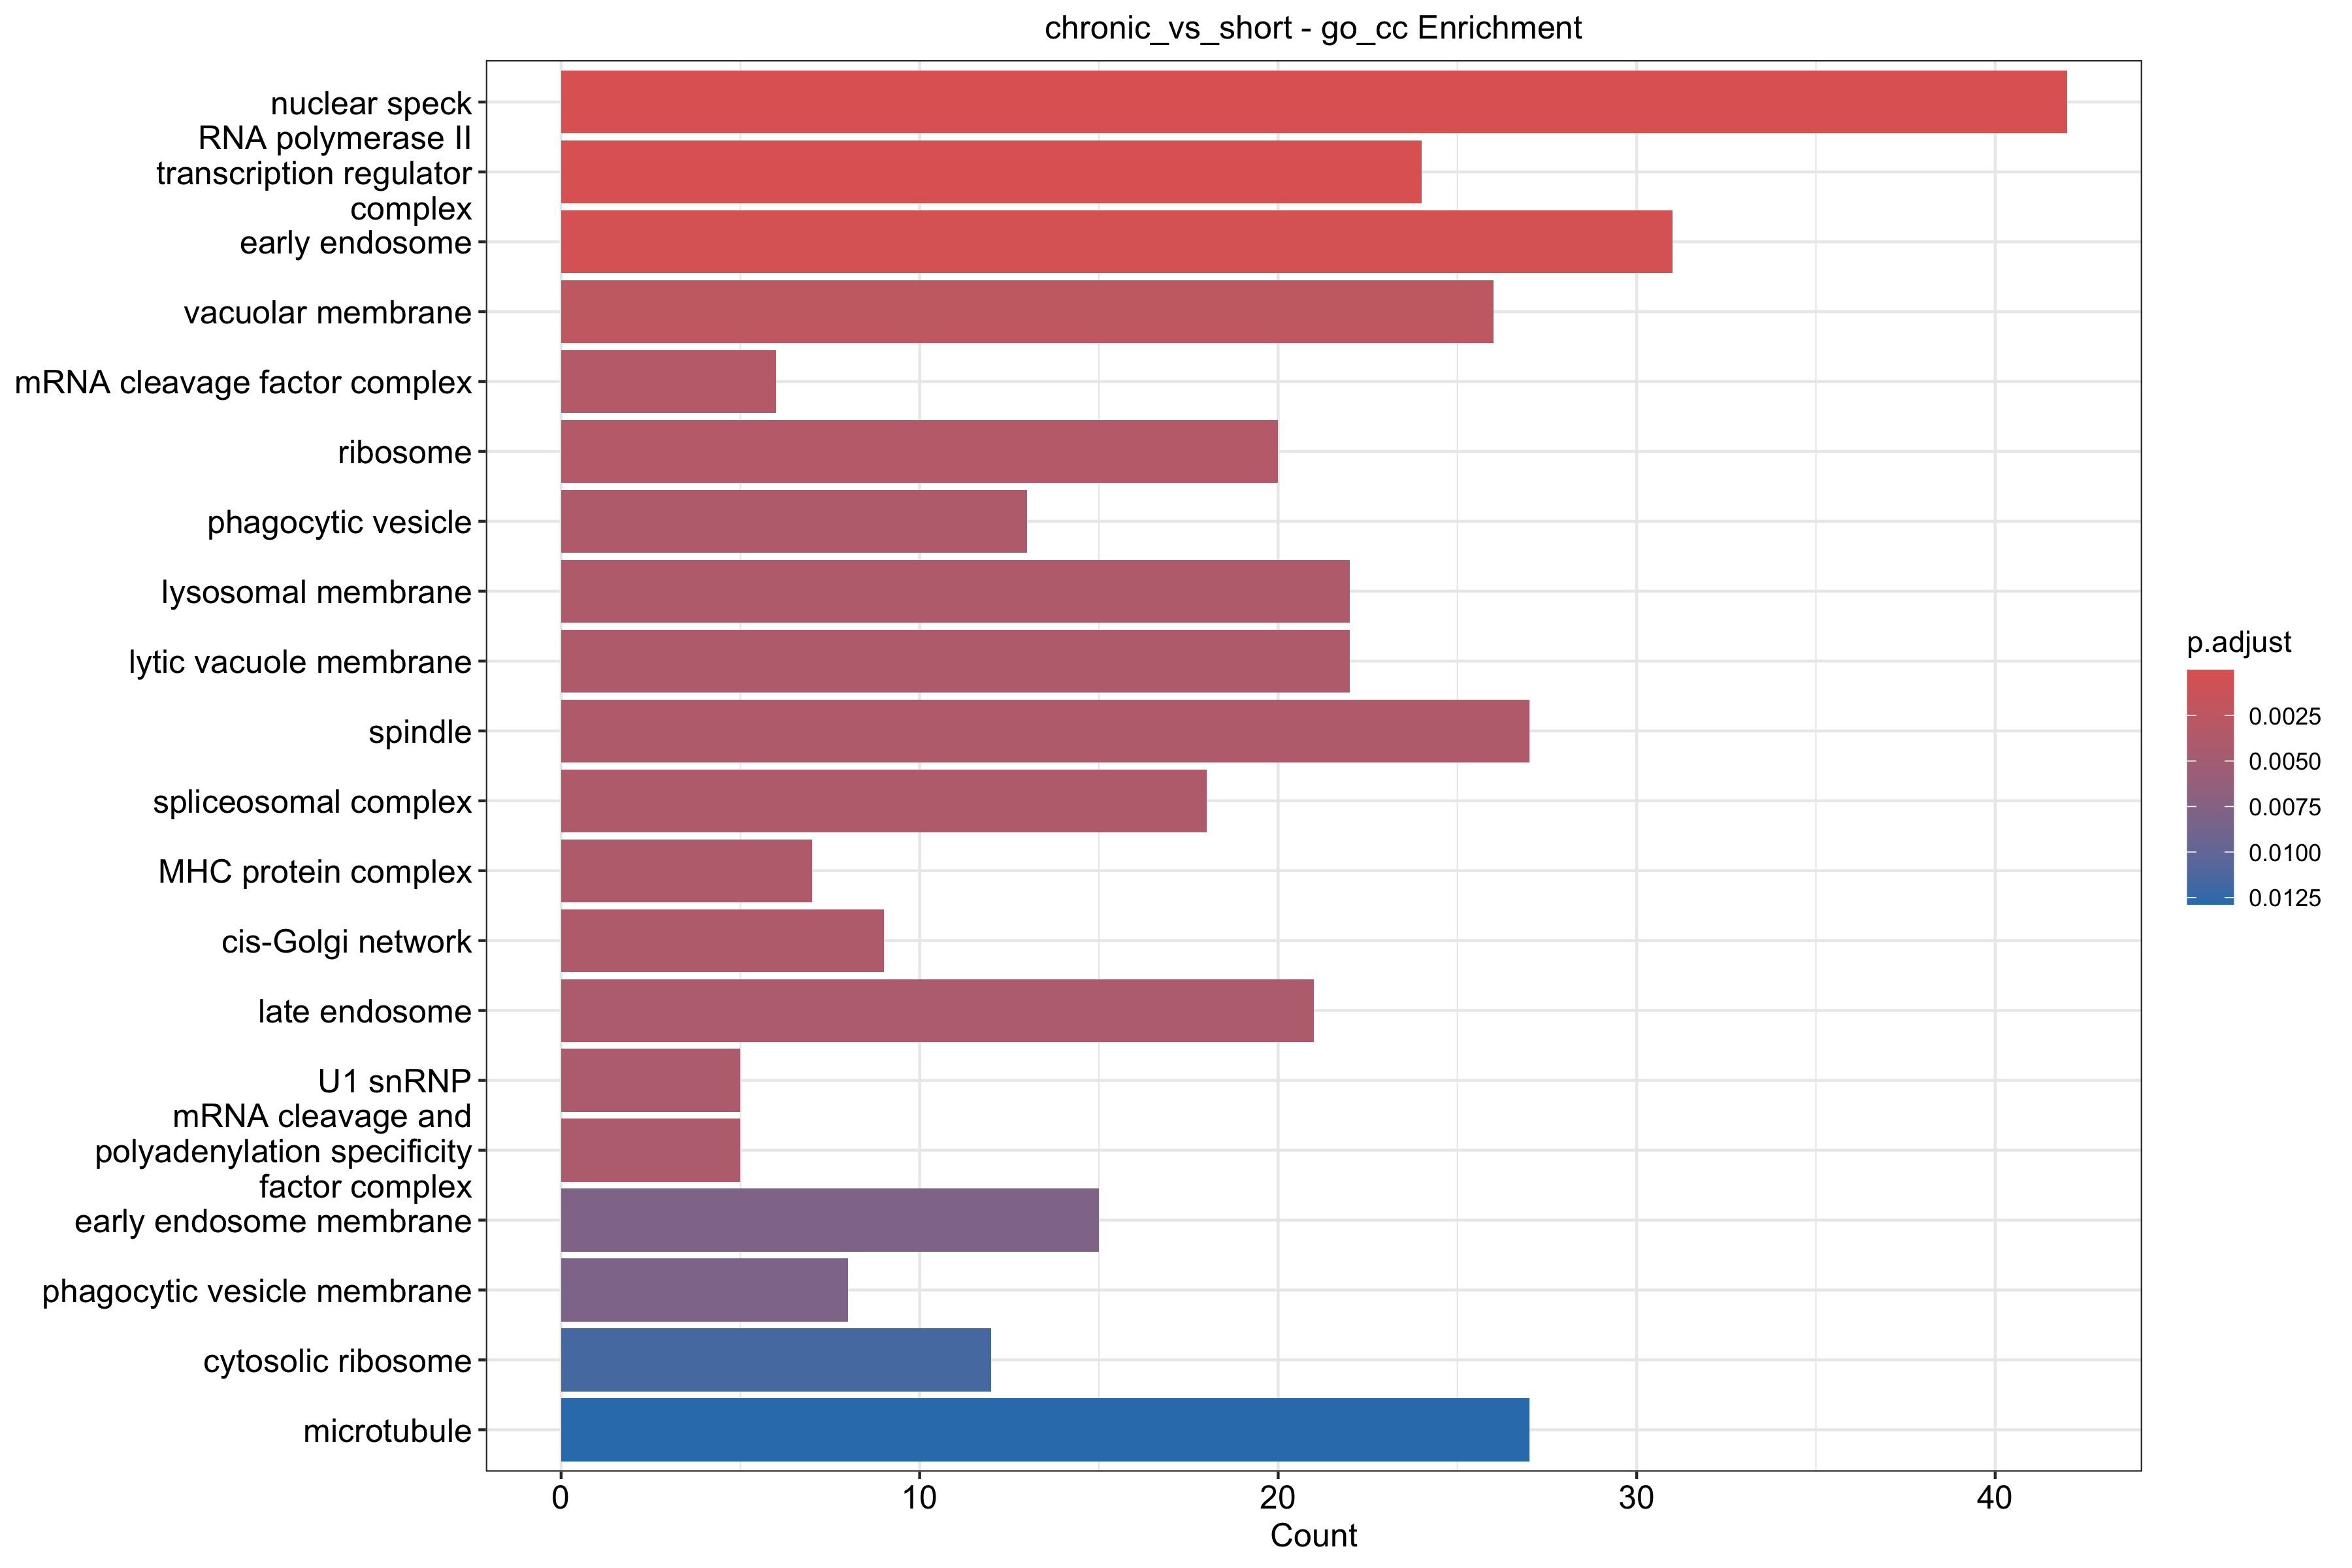 chronic_vs_short - go_cc Enrichment
nuclear speck
RNA polymerase II
transcription regulator
complex
early endosome
vacuolar membrane
mRNA cleavage factor complex
ribosome
phagocytic vesicle
lysosomal membrane
lytic vacuole membrane
spindle
spliceosomal complex
MHC protein complex
cis-Golgi network
late endosome
U1 snRNP
mRNA cleavage and
polyadenylation specificity
factor complex
early endosome membrane
phagocytic vesicle membrane
cytosolic ribosome
microtubule
0 10 20 30 40
Count
p.adjust
0.0025
0.0050
0.0075
0.0100
0.0125